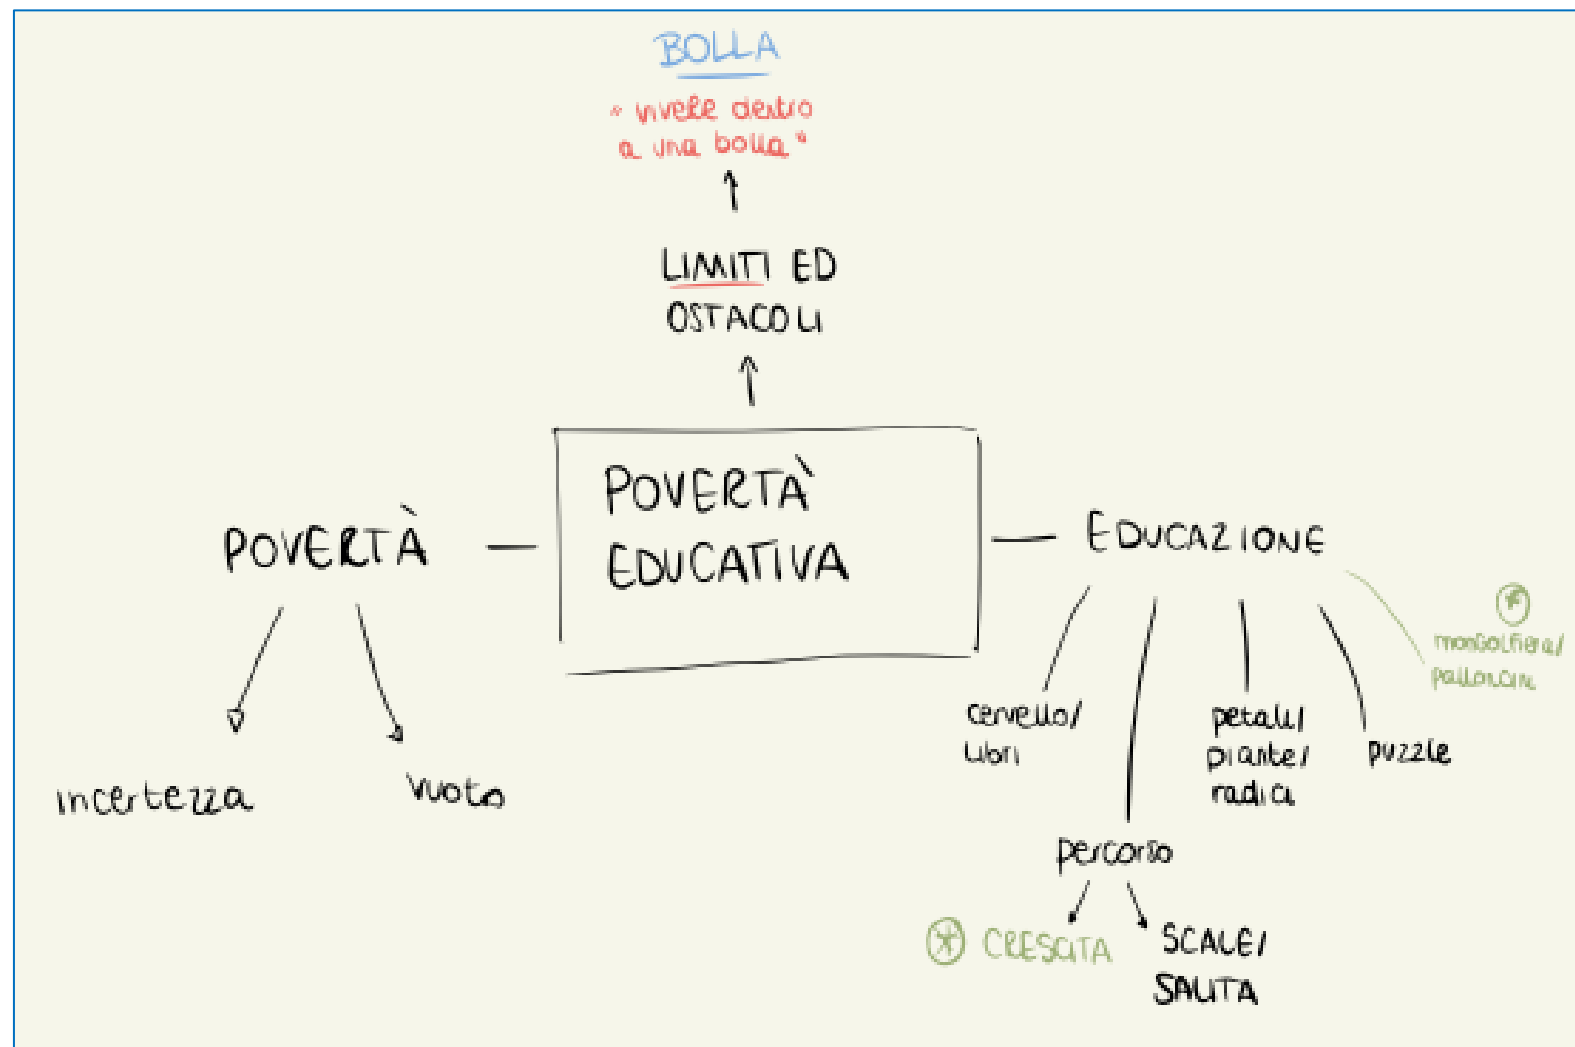 BOLLA
" vivere dentro
a una bolla "
LIMITI ED
OSTACOLI
POVERTÀ
EDUCATIVA
POVERTÀ
incertezza
vuoto
EDUCAZIONE
cervello/
libri
percorso
CRESCITA
SCALE/
SALITA
petali/
piante/
radici
puzzle
mongolfiera/
palloncini